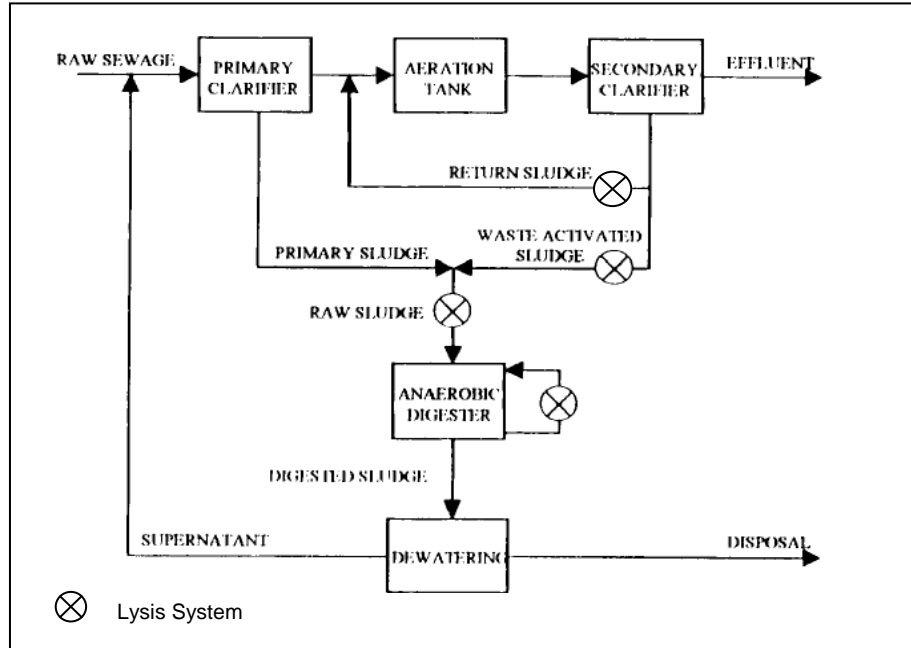 RAW SEWAGE
PRIMARY
CLARIFIER
AERATION
TANK
SECONDARY
CLARIFIER
EFFLUENT
RETURN SLUDGE
WASTE ACTIVATED
SLUDGE
PRIMARY SLUDGE
RAW SLUDGE
ANAEROBIC
DIGESTER
DIGESTED SLUDGE
SUPERNATANT
DEWATERING
DISPOSAL
Lysis System